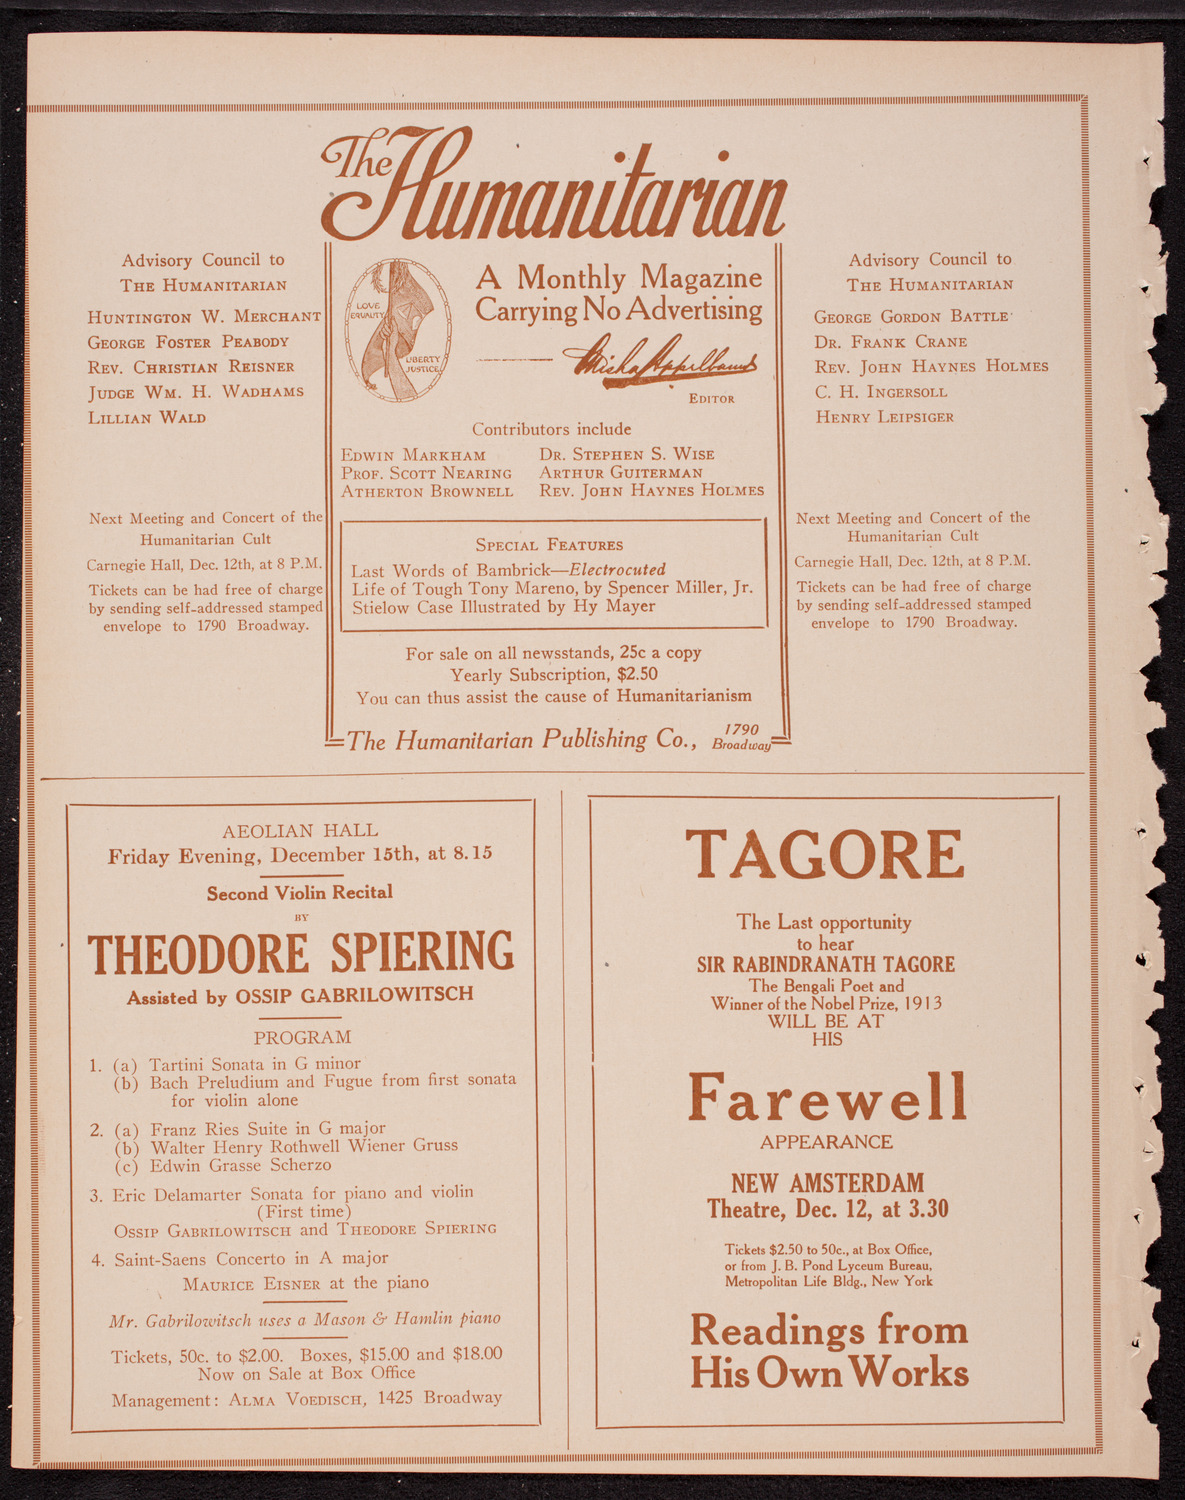 The Humanitarian
Advisory Council to
THE HUMANITARIAN
HUNTINGTON W. MERCHANT
GEORGE FOSTER PEABODY
REV. CHRISTIAN REISNER
JUDGE WM. H. WADHAMS
LILLIAN WALD
Next Meeting and Concert of the
Humanitarian Cult
Carnegie Hall, Dec. 12th, at 8 P.M.
Tickets can be had free of charge
by sending self-addressed stamped
envelope to 1790 Broadway.
LOVE
EQUALITY
LIBERTY
JUSTICE
A Monthly Magazine
Carrying No Advertising
Misha Appelbaum
EDITOR
Contributors include
EDWIN MARKHAM
PROF. SCOTT NEARING
ATHERTON BROWNELL
DR. STEPHEN S. WISE
ARTHUR GUITERMAN
REV. JOHN HAYNES HOLMES
SPECIAL FEATURES
Last Words of Bambrick—Electrocuted
Life of Tough Tony Mareno, by Spencer Miller, Jr.
Stielow Case Illustrated by Hy Mayer
For sale on all newsstands, 25c a copy
Yearly Subscription, $2.50
You can thus assist the cause of Humanitarianism
The Humanitarian Publishing Co., 1790 Broadway
Advisory Council to
THE HUMANITARIAN
GEORGE GORDON BATTLE
DR. FRANK CRANE
REV. JOHN HAYNES HOLMES
C. H. INGERSOLL
HENRY LEIPSIGER
Next Meeting and Concert of the
Humanitarian Cult
Carnegie Hall, Dec. 12th, at 8 P.M.
Tickets can be had free of charge
by sending self-addressed stamped
envelope to 1790 Broadway.
AEOLIAN HALL
Friday Evening, December 15th, at 8.15
Second Violin Recital
BY
THEODORE SPIERING
Assisted by OSSIP GABRILOWITSCH
PROGRAM
1. (a) Tartini Sonata in G minor
(b) Bach Preludium and Fugue from first sonata
for violin alone
2. (a) Franz Ries Suite in G major
(b) Walter Henry Rothwell Wiener Gruss
(c) Edwin Grasse Scherzo
3. Eric Delamarter Sonata for piano and violin
(First time)
OSSIP GABRILOWITSCH and THEODORE SPIERING
4. Saint-Saens Concerto in A major
MAURICE EISNER at the piano
Mr. Gabrilowitsch uses a Mason & Hamlin piano
Tickets, 50c. to $2.00. Boxes, $15.00 and $18.00
Now on Sale at Box Office
Management: ALMA VOEDISCH, 1425 Broadway
TAGORE
The Last opportunity
to hear
SIR RABINDRANATH TAGORE
The Bengali Poet and
Winner of the Nobel Prize, 1913
WILL BE AT
HIS
Farewell
APPEARANCE
NEW AMSTERDAM
Theatre, Dec. 12, at 3.30
Tickets $2.50 to 50c., at Box Office,
or from J. B. Pond Lyceum Bureau,
Metropolitan Life Bldg., New York
Readings from
His Own Works